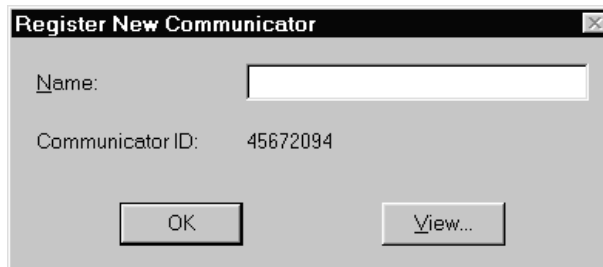 Register New Communicator
Name:
Communicator ID: 45672094
OK View...